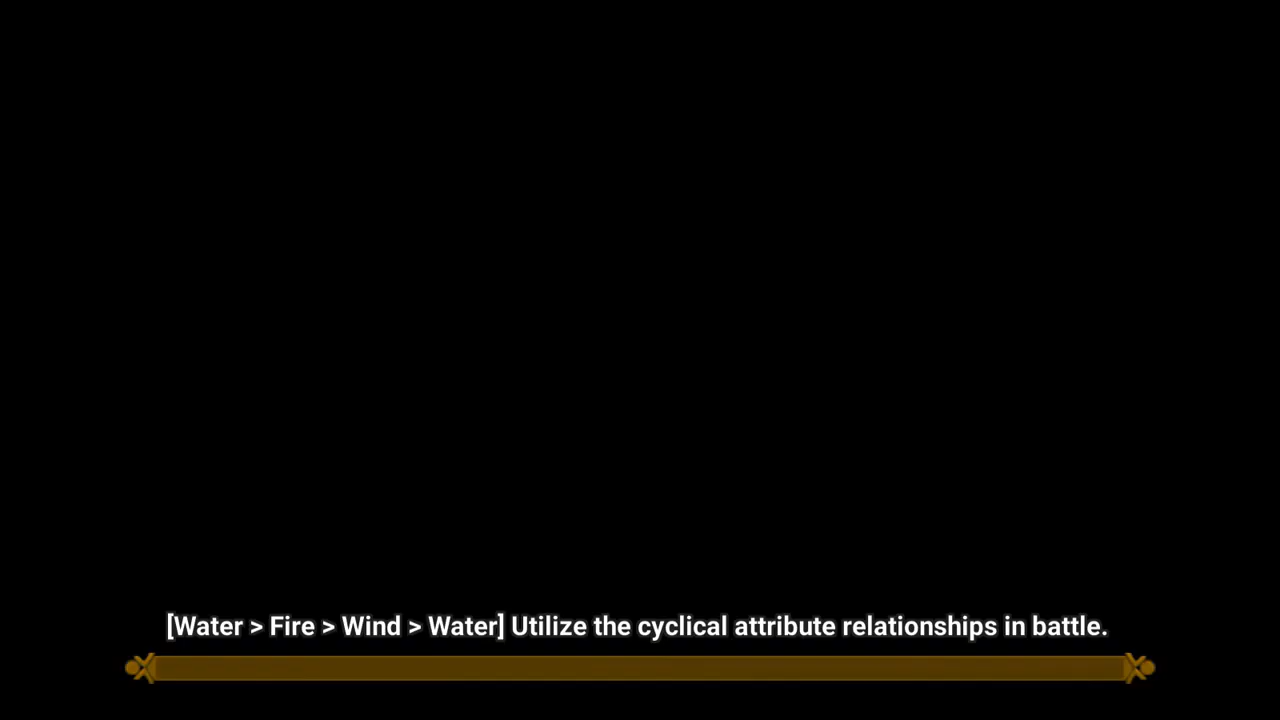 [Water > Fire > Wind > Water] Utilize the cyclical attribute relationships in battle.